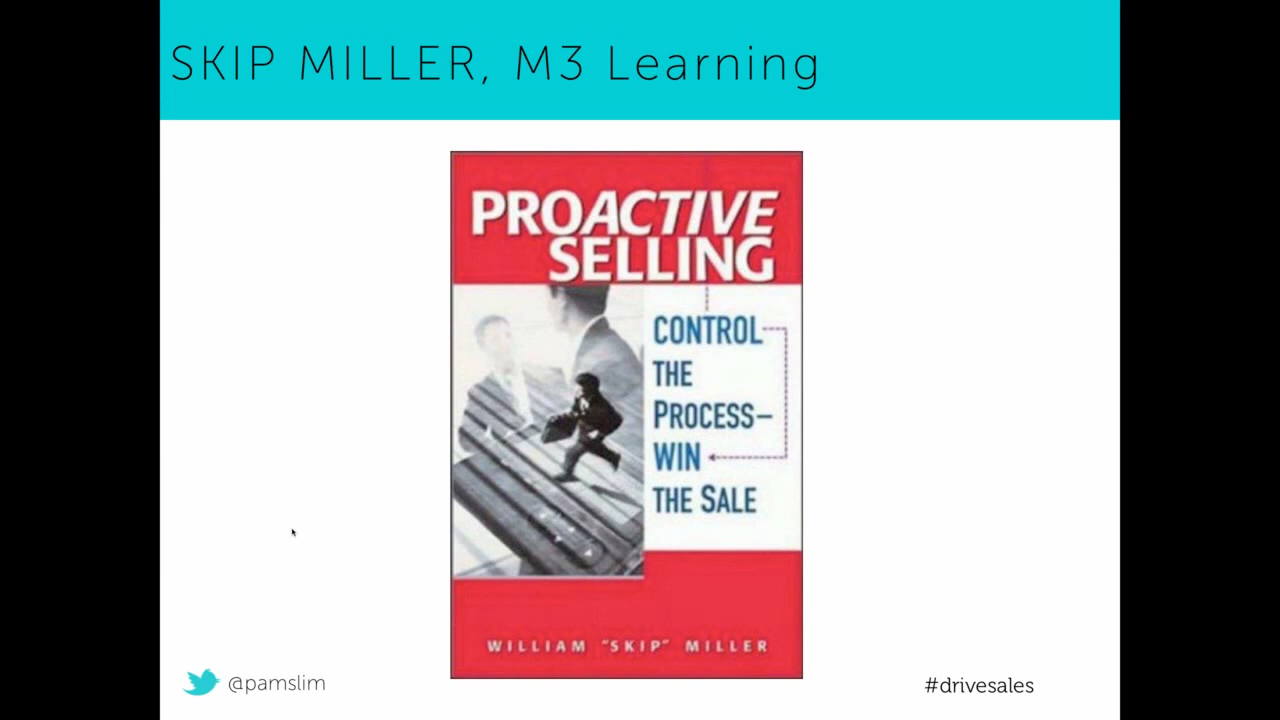 SKIP MILLER, M3 Learning
PROACTIVE
SELLING
CONTROL
THE
PROCESS–
WIN
THE SALE
WILLIAM "SKIP" MILLER
@pamslim
#drivesales